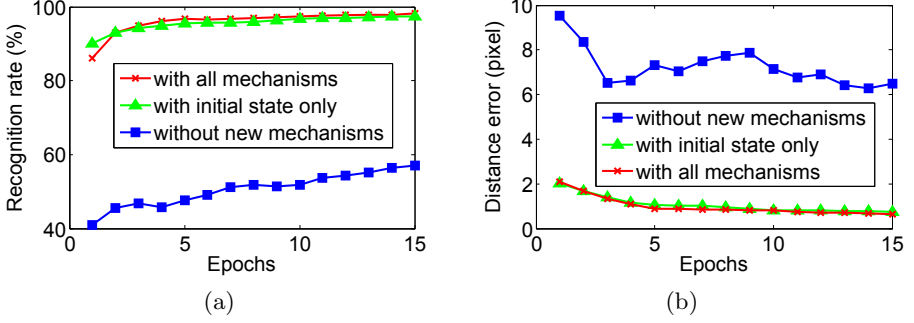 100
80
60
40
0
5
10
15
Recognition rate (%)
Epochs
with all mechanisms
with initial state only
without new mechanisms
(a)
10
8
6
4
2
0
0
5
10
15
Distance error (pixel)
Epochs
without new mechanisms
with initial state only
with all mechanisms
(b)